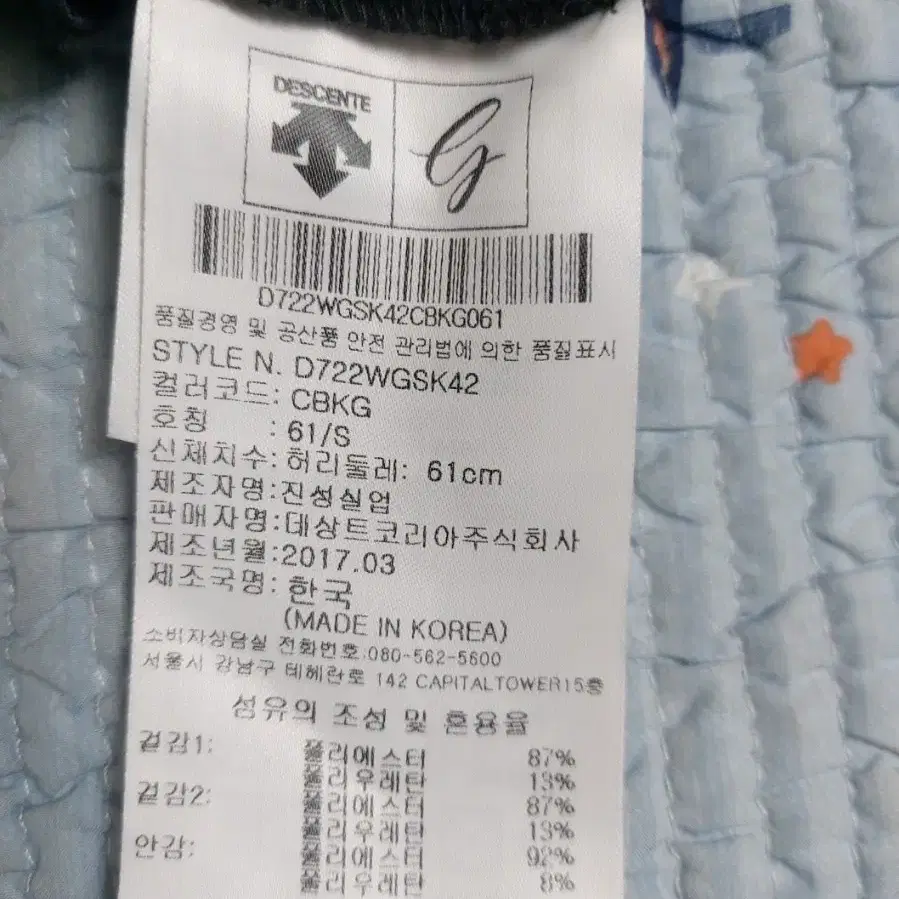 DESCENTE
G
D722WGSK42CBKG061
품질경영 및 공산품 안전 관리법에 의한 품질표시
STYLE N. D722WGSK42
컬러코드: CBKG
호칭 : 61/S
신체치수: 허리둘레: 61cm
제조자명:진성실업
판매자명:데상트코리아주식회사
제조년월:2017.03
제조국명: 한국
(MADE IN KOREA)
소비자상담실 전화번호:080-562-5600
서울시 강남구 테헤란로 142 CAPITALTOWER15층
섬유의 조성 및 혼용율
겉감1: 폴리에스터 87%
폴리우레탄 13%
겉감2: 폴리에스터 87%
폴리우레탄 13%
안감: 폴리에스터 92%
폴리우레탄 8%